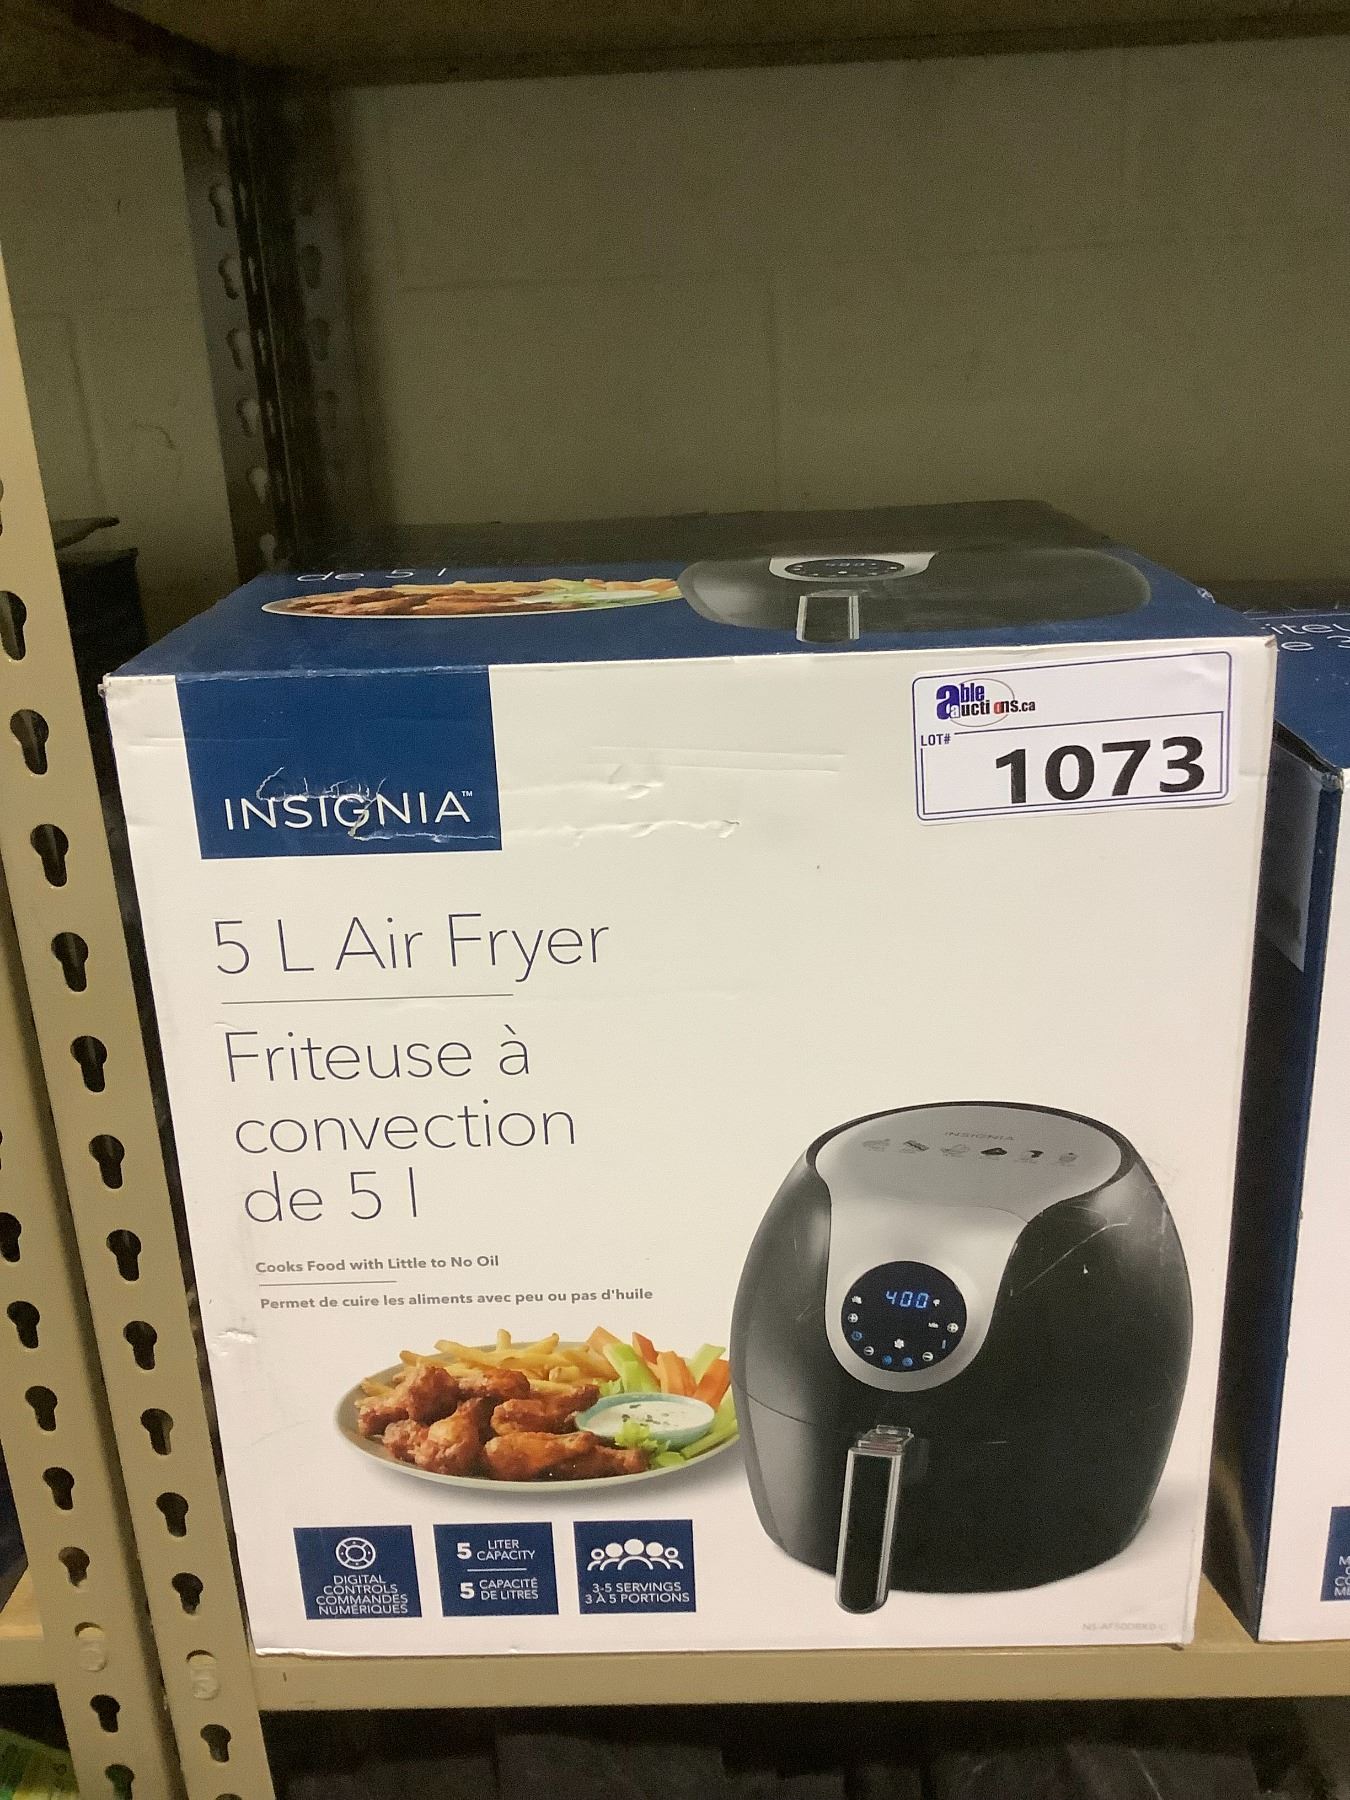 de 5 l
INSIGNIA™
able
auctions.ca
LOT#
1073
5 L Air Fryer
Friteuse à
convection
de 5 l
Cooks Food with Little to No Oil
Permet de cuire les aliments avec peu ou pas d'huile
INSIGNIA
400
DIGITAL
CONTROLS
COMMANDES
NUMÉRIQUES
5 LITER
CAPACITY
5 CAPACITÉ
DE LITRES
3-5 SERVINGS
3 À 5 PORTIONS